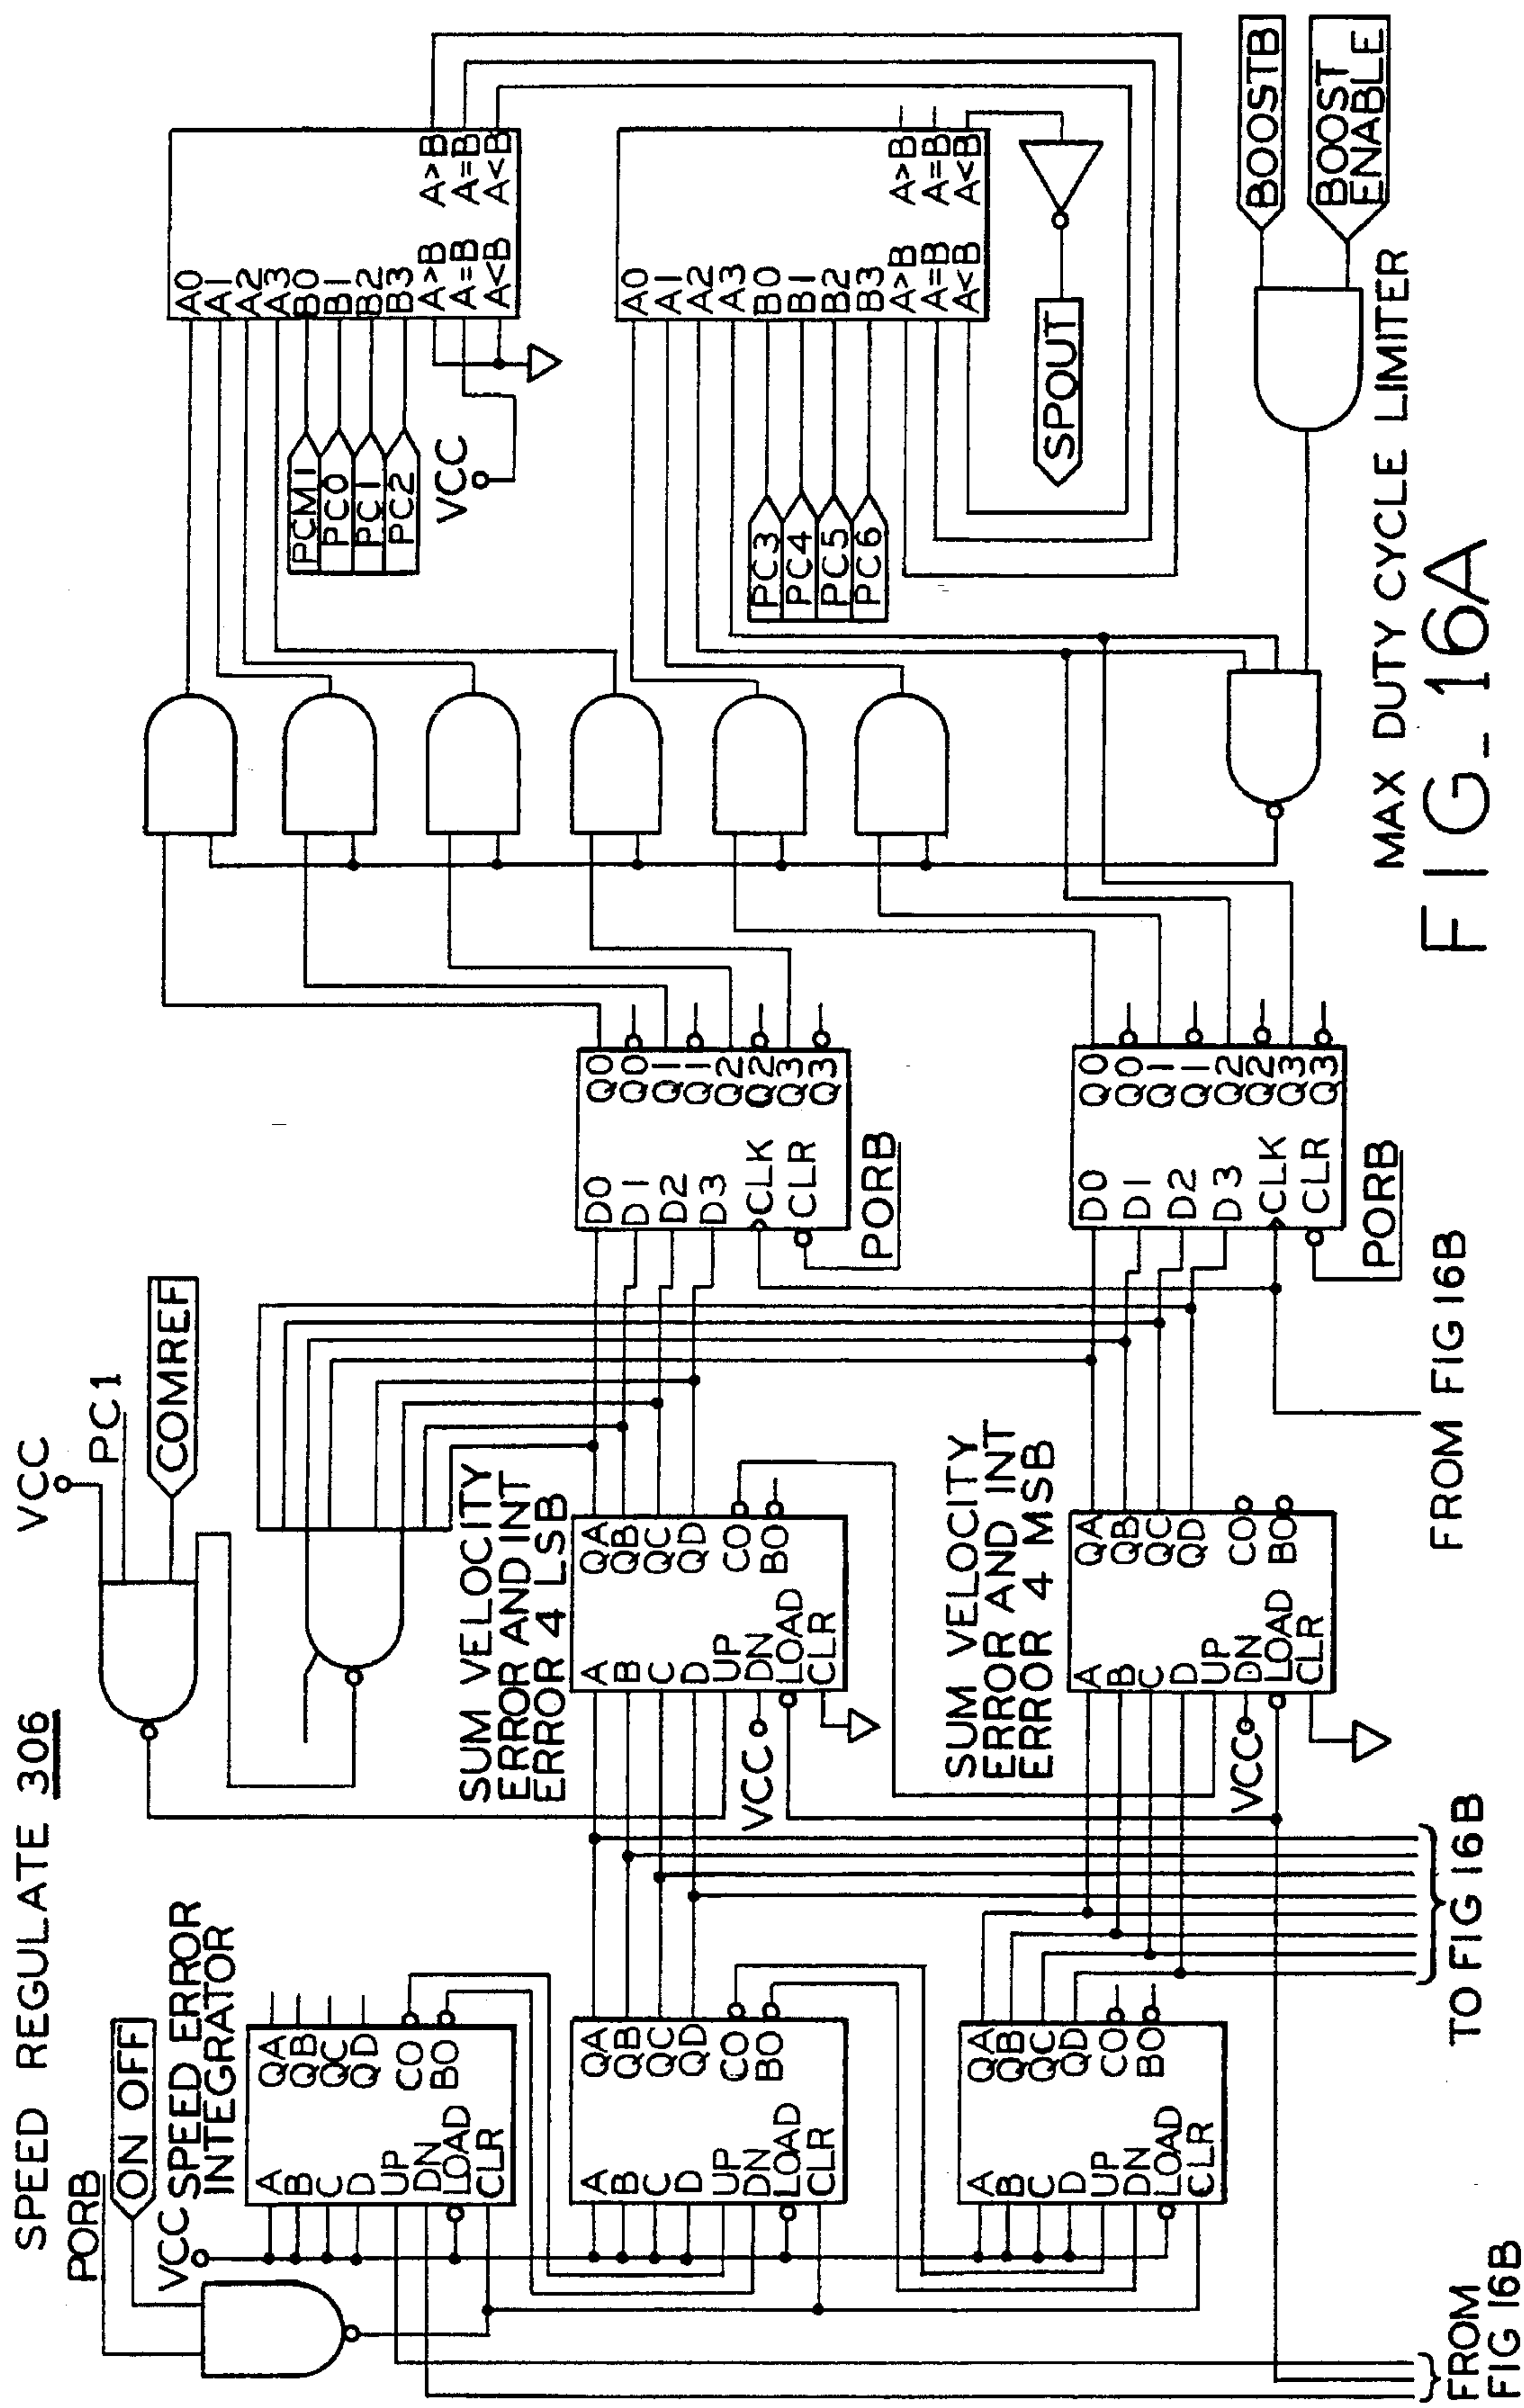 SPEED REGULATE 306
PORB
ON OFF
VCC
SPEED ERROR
INTEGRATOR
A
B
C
D
UP
DN
LOAD
CLR
QA
QB
QC
QD
CO
BO
A
B
C
D
UP
DN
LOAD
CLR
QA
QB
QC
QD
CO
BO
A
B
C
D
UP
DN
LOAD
CLR
QA
QB
QC
QD
CO
BO
FROM
FIG 16B
TO FIG 16B
VCC
PC1
COMREF
SUM VELOCITY
ERROR AND INT
ERROR 4 LSB
A
B
C
D
UP
DN
LOAD
CLR
VCC
QA
QB
QC
QD
CO
BO
SUM VELOCITY
ERROR AND INT
ERROR 4 MSB
A
B
C
D
UP
DN
LOAD
CLR
VCC
QA
QB
QC
QD
CO
BO
FROM FIG 16B
D0
D1
D2
D3
CLK
CLR
PORB
Q0
Q0
Q1
Q1
Q2
Q2
Q3
Q3
D0
D1
D2
D3
CLK
CLR
PORB
Q0
Q0
Q1
Q1
Q2
Q2
Q3
Q3
PCM1
PC0
PC1
PC2
VCC
A0
A1
A2
A3
B0
B1
B2
B3
A>B
A=B
A<B
A>B
A=B
A<B
PC3
PC4
PC5
PC6
A0
A1
A2
A3
B0
B1
B2
B3
A>B
A=B
A<B
A>B
A=B
A<B
SPOUT
BOOSTB
BOOST
ENABLE
MAX DUTY CYCLE LIMITER
FIG_16A